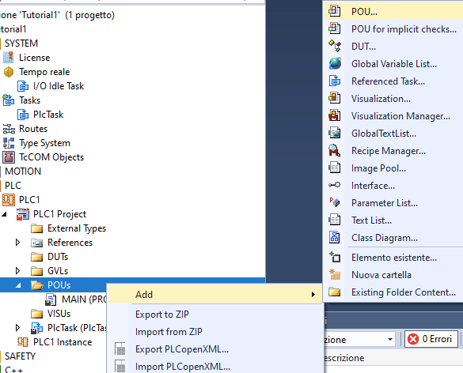 ione 'Tutorial1' (1 progetto)
utorial1
SYSTEM
License
Tempo reale
I/O Idle Task
Tasks
PlcTask
Routes
Type System
TcCOM Objects
MOTION
PLC
PLC1
PLC1 Project
External Types
References
DUTs
GVLs
POUs
MAIN (PRO
VISUs
PlcTask (PlcTas
PLC1 Instance
SAFETY
C++
Add
Export to ZIP
Import from ZIP
Export PLCopenXML...
Import PLCopenXML...
POU...
POU for implicit checks...
DUT...
Global Variable List...
Referenced Task...
Visualization...
Visualization Manager...
GlobalTextList...
Recipe Manager...
Image Pool...
Interface...
Parameter List...
Text List...
Class Diagram...
Elemento esistente...
Nuova cartella
Existing Folder Content...
zione
0 Errori
escrizione